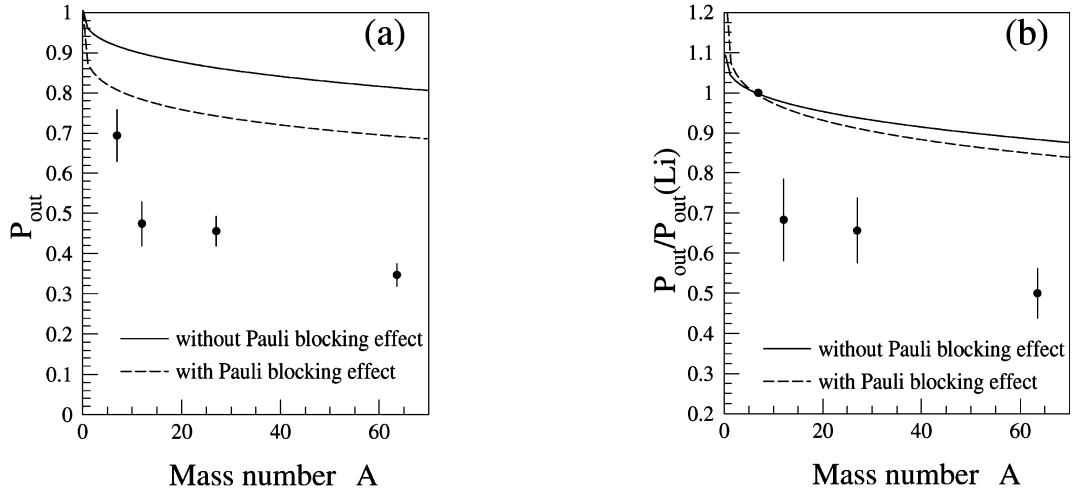 (a)
P_out
1
0.9
0.8
0.7
0.6
0.5
0.4
0.3
0.2
0.1
0
without Pauli blocking effect
with Pauli blocking effect
0 20 40 60
Mass number A
(b)
P_out/P_out(Li)
1.2
1.1
1
0.9
0.8
0.7
0.6
0.5
0.4
0.3
0.2
without Pauli blocking effect
with Pauli blocking effect
0 20 40 60
Mass number A